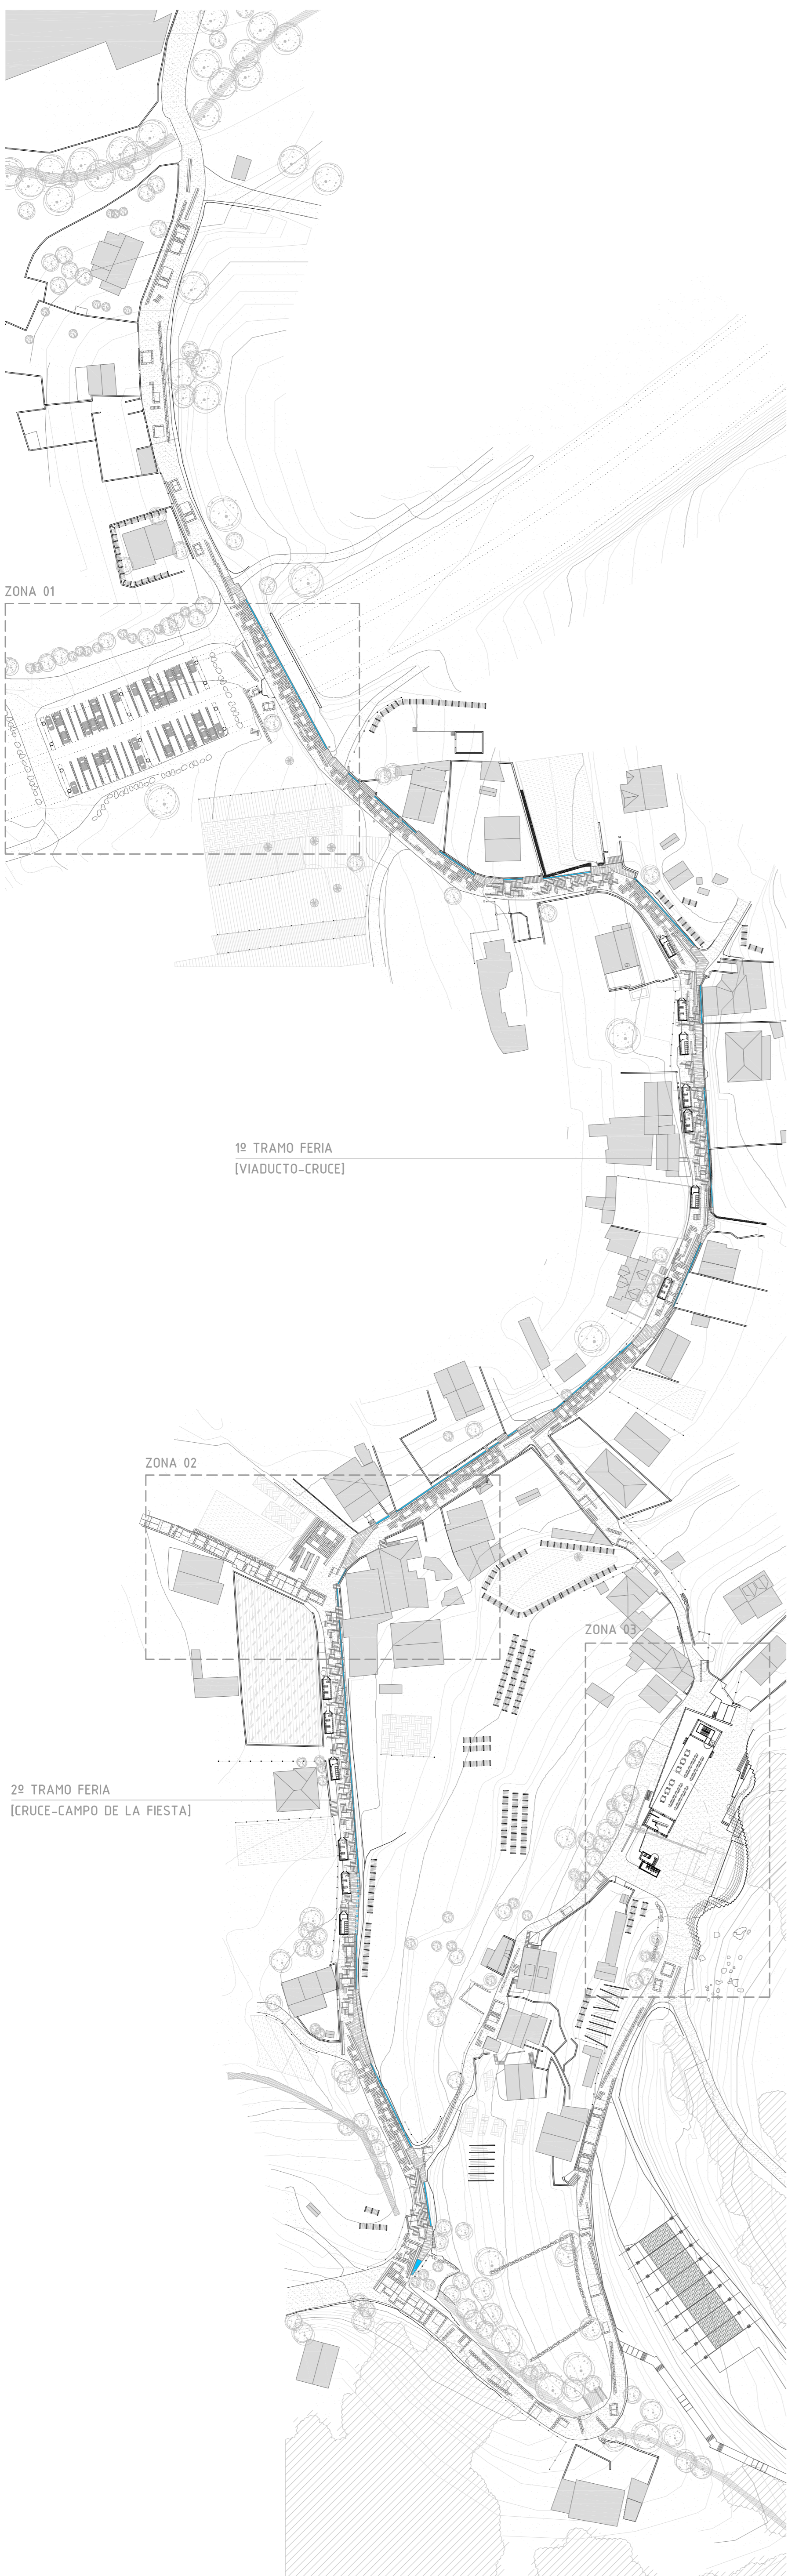 ZONA 01
1º TRAMO FERIA
[VIADUCTO-CRUCE]
ZONA 02
ZONA 03
2º TRAMO FERIA
[CRUCE-CAMPO DE LA FIESTA]